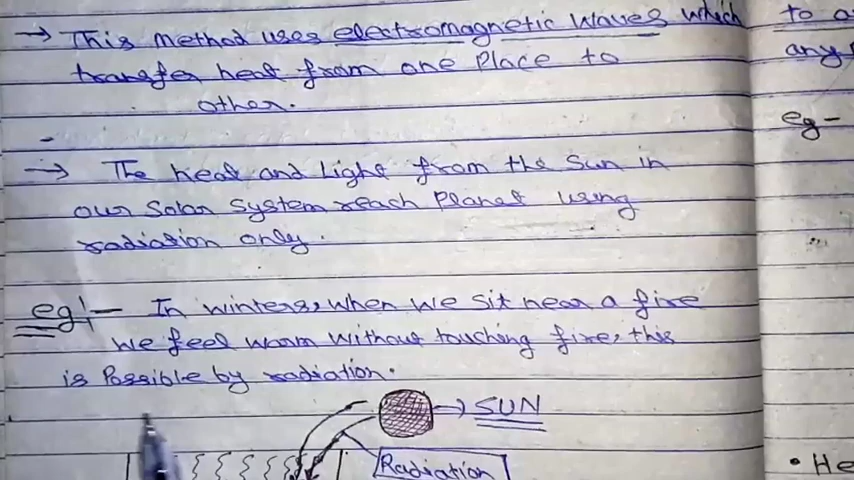 → This method uses electromagnetic waves which
transfer heat from one place to
other.
→ The heat and Light from the Sun in
our Solar System reach Planet using
radiation only.
eg!— In winters, when we sit near a fire
we feel warm without touching fire, this
is Possible by radiation.
→ SUN
Radiation
to
any
eg-
• He